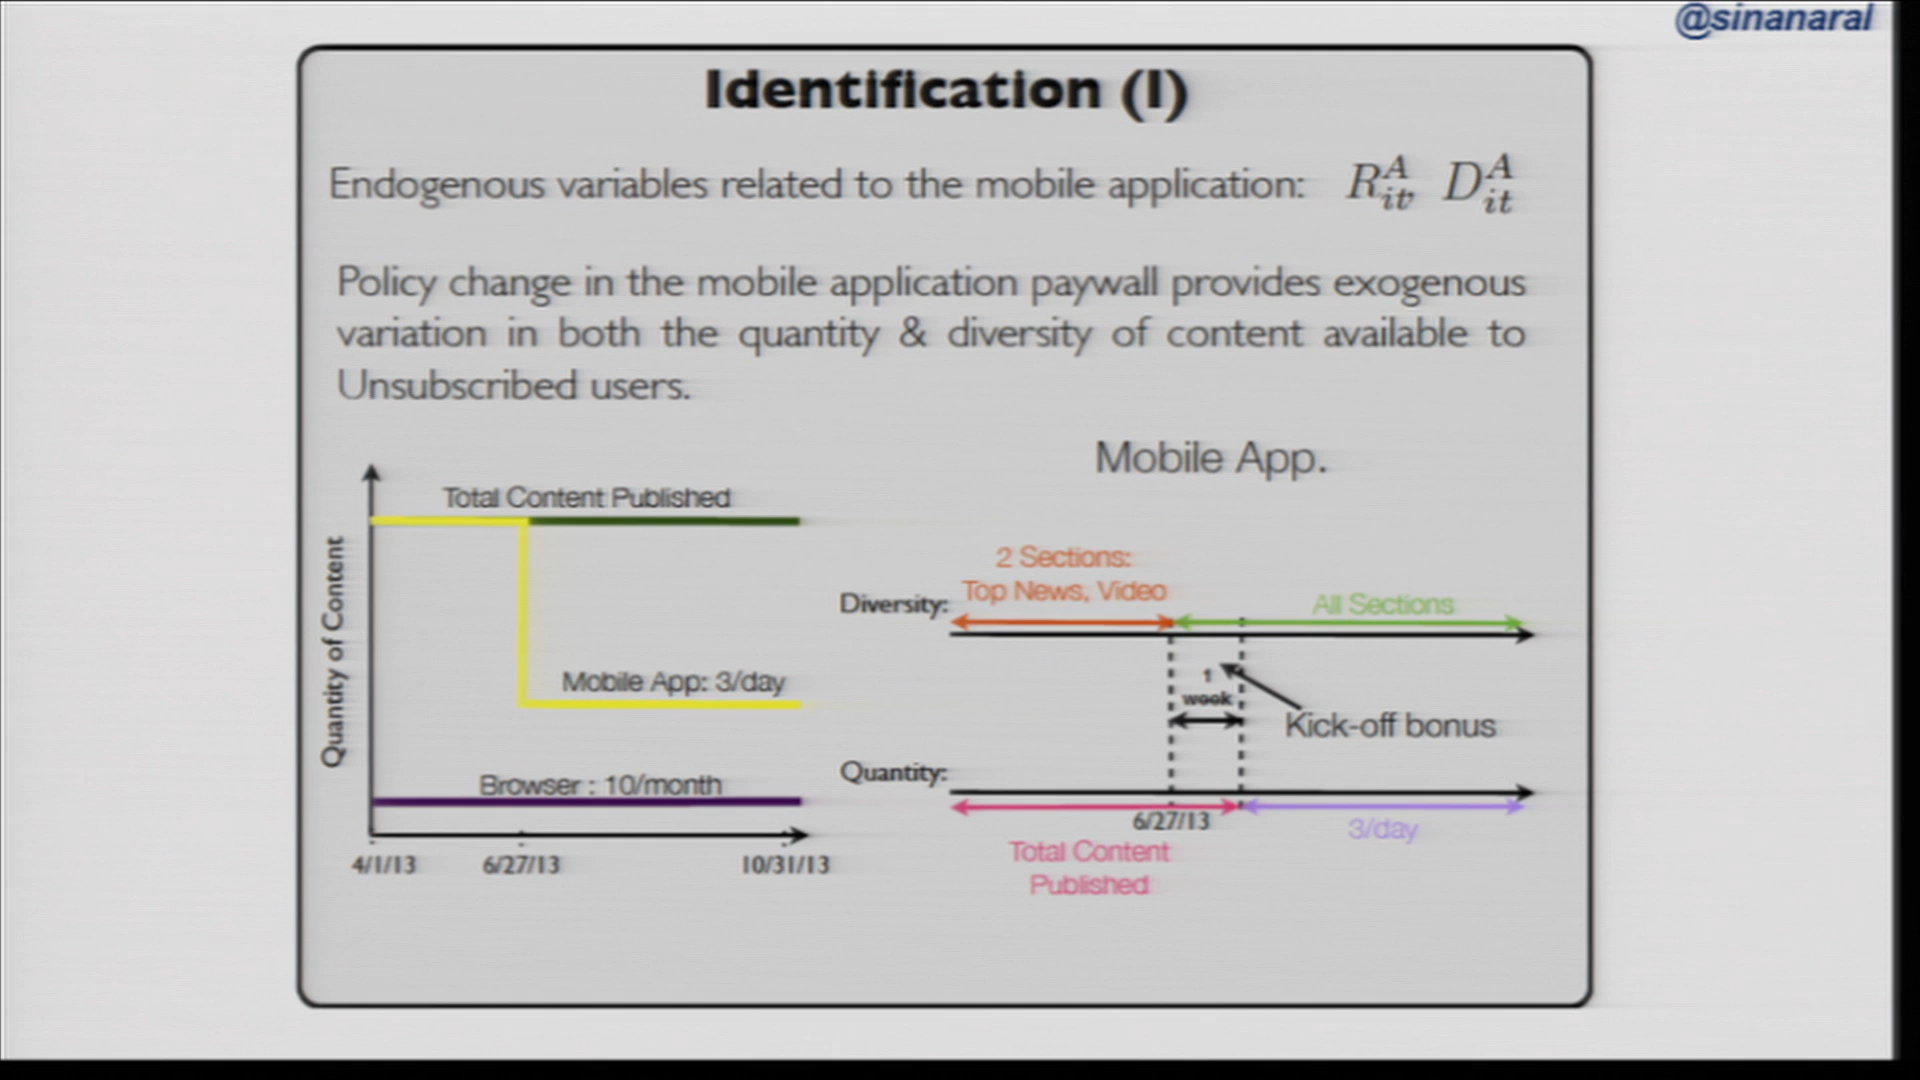 @sinanaral
Identification (I)
Endogenous variables related to the mobile application: R^A_it, D^A_it
Policy change in the mobile application paywall provides exogenous
variation in both the quantity & diversity of content available to
Unsubscribed users.
Mobile App.
Total Content Published
Quantity of Content
Mobile App: 3/day
Browser : 10/month
4/1/13 6/27/13 10/31/13
2 Sections:
Top News, Video
Diversity:
All Sections
1
week
Kick-off bonus
Quantity:
6/27/13
3/day
Total Content
Published